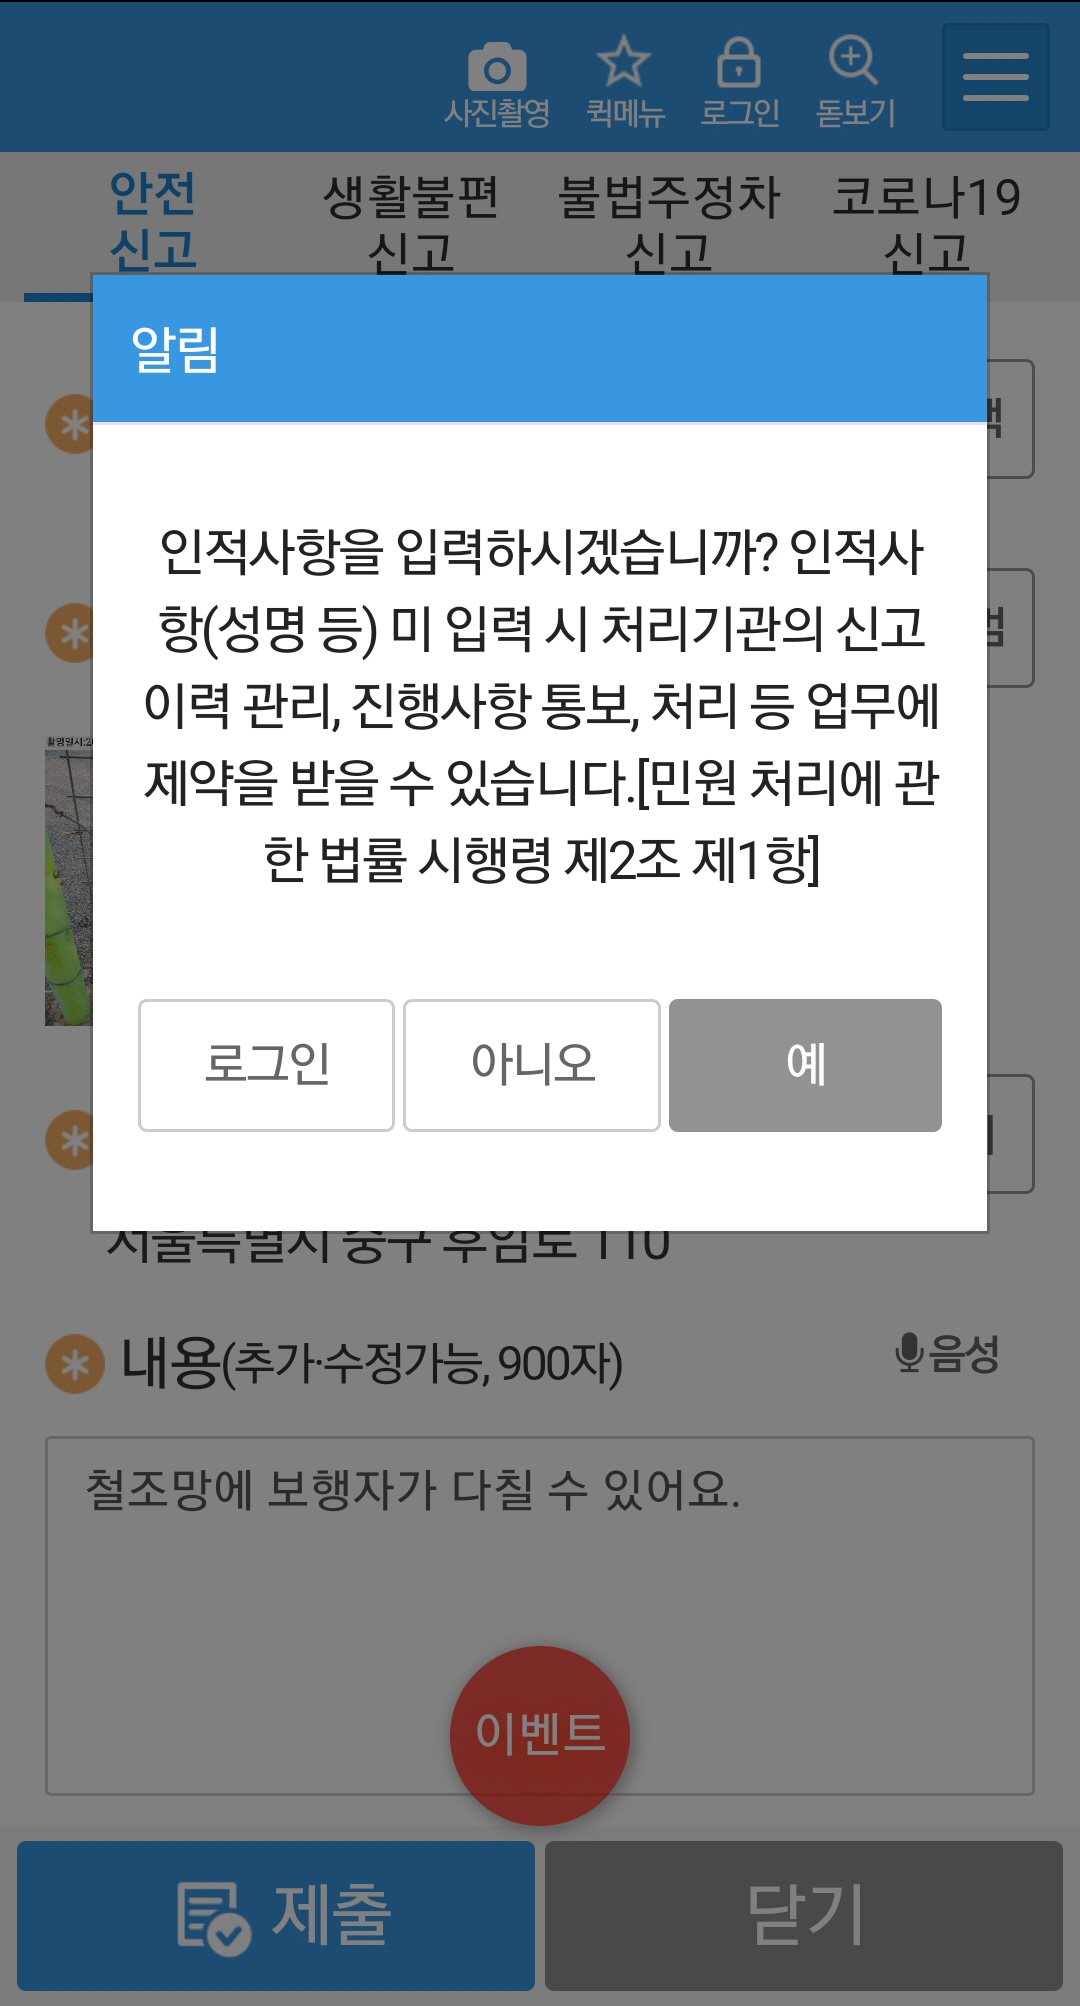 사진촬영 퀵메뉴 로그인 돋보기
안전 신고
생활불편 신고
불법주정차 신고
코로나19 신고
알림
인적사항을 입력하시겠습니까? 인적사
항(성명 등) 미 입력 시 처리기관의 신고
이력 관리, 진행사항 통보, 처리 등 업무에
제약을 받을 수 있습니다.[민원 처리에 관
한 법률 시행령 제2조 제1항]
로그인 아니오 예
서울특별시 중구 후암로 110
내용(추가·수정가능, 900자)
음성
철조망에 보행자가 다칠 수 있어요.
이벤트
제출 닫기